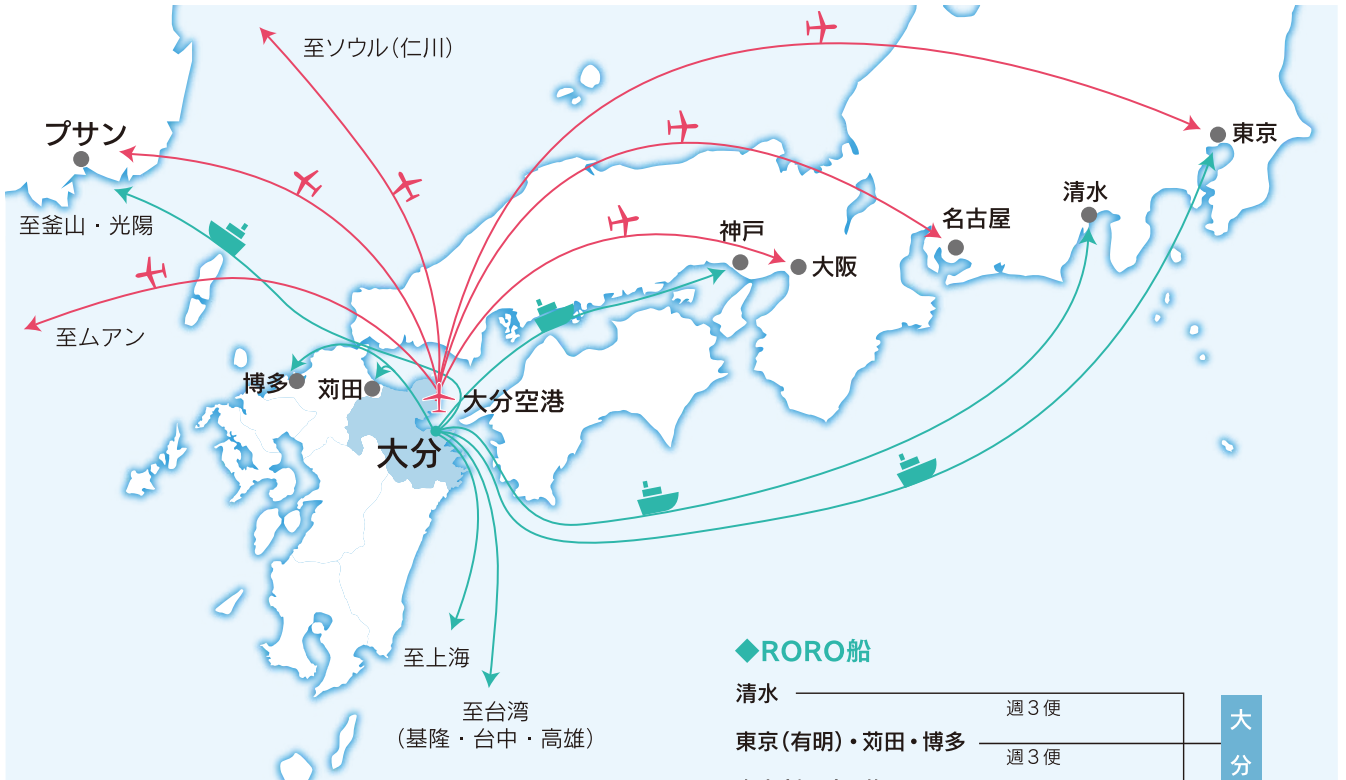 至ソウル（仁川）
プサン
東京
清水
至釜山・光陽
名古屋
神戸
大阪
至ムアン
博多
苅田
大分空港
大分
至上海
至台湾
（基隆・台中・高雄）
◆RORO船
清水
週３便
東京（有明）・苅田・博多
週３便
大
分